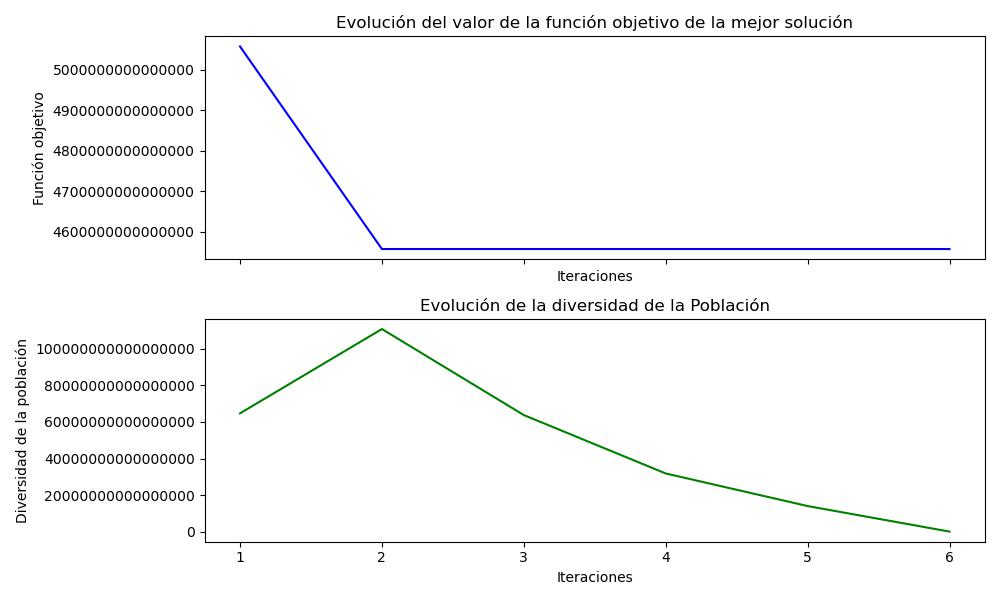 Evolución del valor de la función objetivo de la mejor solución
Función objetivo
5000000000000000
4900000000000000
4800000000000000
4700000000000000
4600000000000000
Iteraciones
Evolución de la diversidad de la Población
Diversidad de la población
100000000000000000
80000000000000000
60000000000000000
40000000000000000
20000000000000000
0
1 2 3 4 5 6
Iteraciones